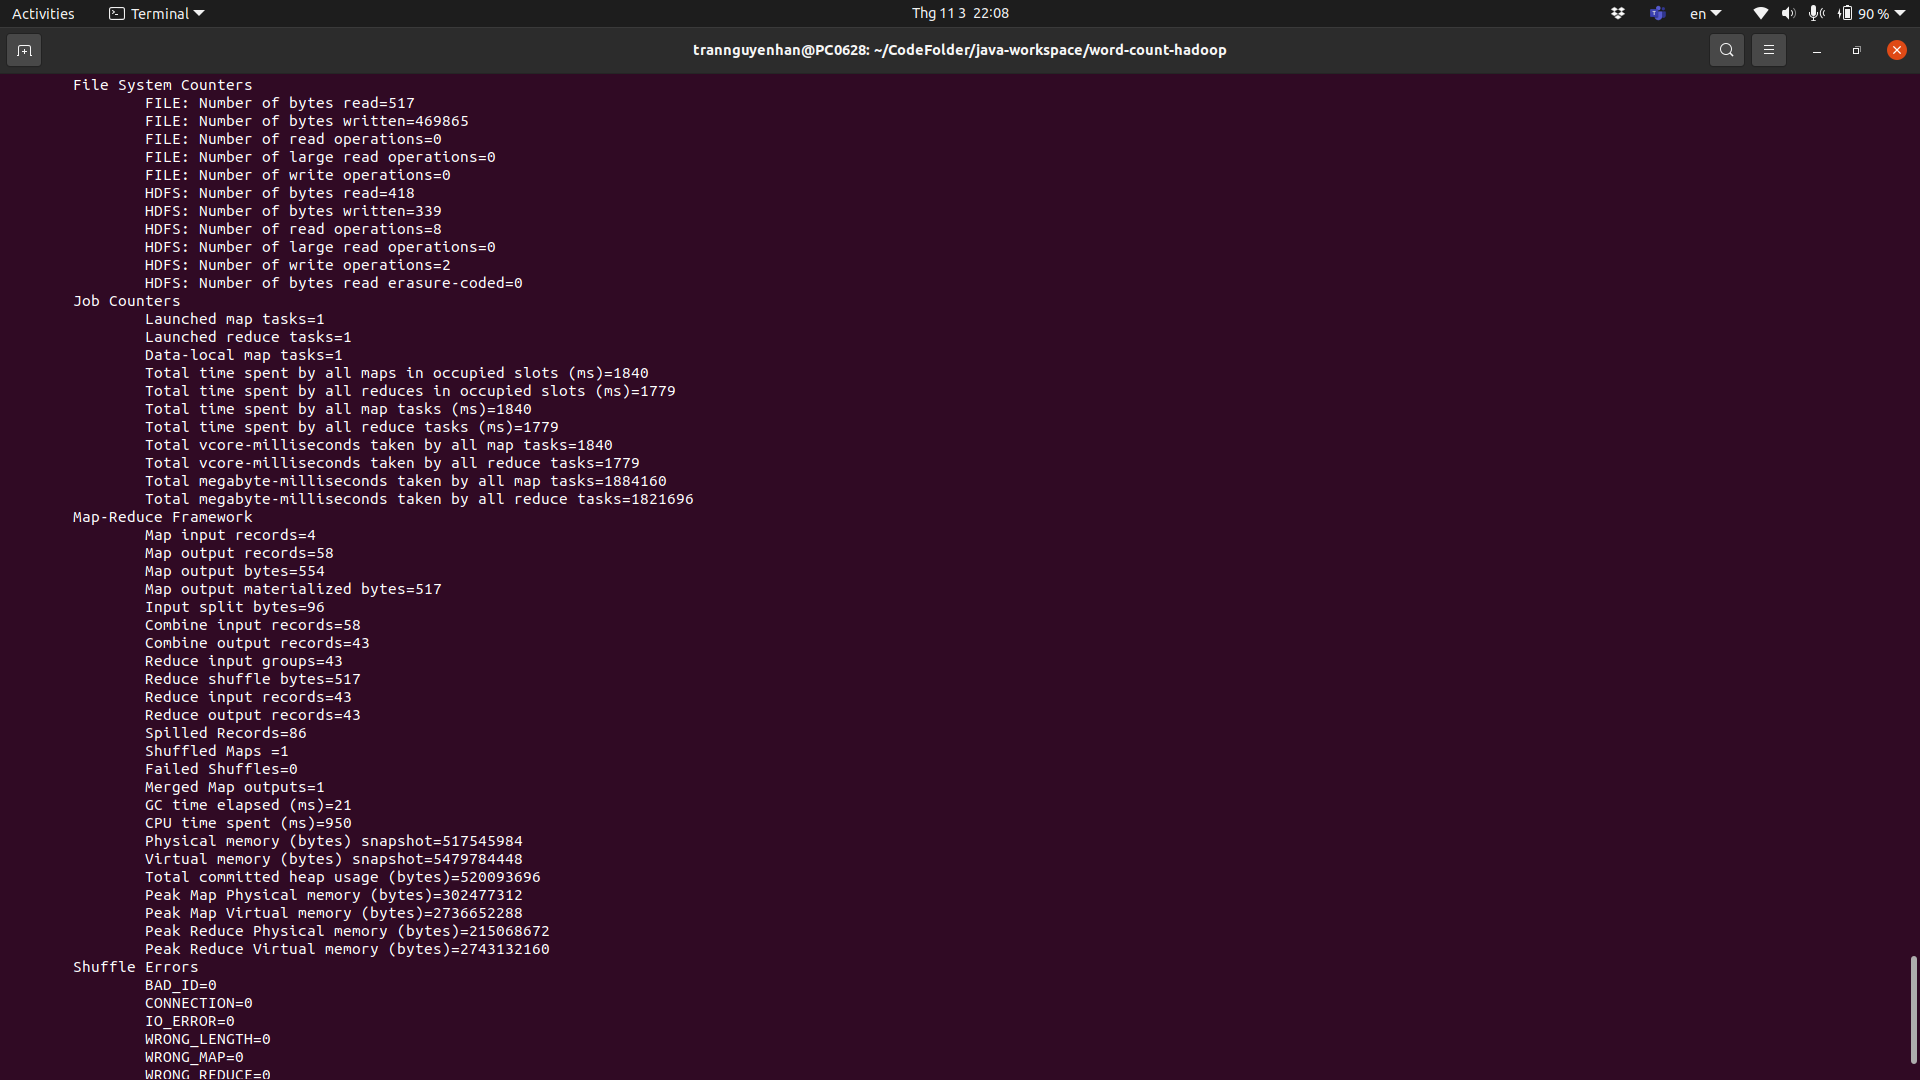 Activities
Terminal
Thg 11 3 22:08
en
90 %
trannguyenhan@PC0628: ~/CodeFolder/java-workspace/word-count-hadoop
File System Counters
FILE: Number of bytes read=517
FILE: Number of bytes written=469865
FILE: Number of read operations=0
FILE: Number of large read operations=0
FILE: Number of write operations=0
HDFS: Number of bytes read=418
HDFS: Number of bytes written=339
HDFS: Number of read operations=8
HDFS: Number of large read operations=0
HDFS: Number of write operations=2
HDFS: Number of bytes read erasure-coded=0
Job Counters
Launched map tasks=1
Launched reduce tasks=1
Data-local map tasks=1
Total time spent by all maps in occupied slots (ms)=1840
Total time spent by all reduces in occupied slots (ms)=1779
Total time spent by all map tasks (ms)=1840
Total time spent by all reduce tasks (ms)=1779
Total vcore-milliseconds taken by all map tasks=1840
Total vcore-milliseconds taken by all reduce tasks=1779
Total megabyte-milliseconds taken by all map tasks=1884160
Total megabyte-milliseconds taken by all reduce tasks=1821696
Map-Reduce Framework
Map input records=4
Map output records=58
Map output bytes=554
Map output materialized bytes=517
Input split bytes=96
Combine input records=58
Combine output records=43
Reduce input groups=43
Reduce shuffle bytes=517
Reduce input records=43
Reduce output records=43
Spilled Records=86
Shuffled Maps =1
Failed Shuffles=0
Merged Map outputs=1
GC time elapsed (ms)=21
CPU time spent (ms)=950
Physical memory (bytes) snapshot=517545984
Virtual memory (bytes) snapshot=5479784448
Total committed heap usage (bytes)=520093696
Peak Map Physical memory (bytes)=302477312
Peak Map Virtual memory (bytes)=2736652288
Peak Reduce Physical memory (bytes)=215068672
Peak Reduce Virtual memory (bytes)=2743132160
Shuffle Errors
BAD_ID=0
CONNECTION=0
IO_ERROR=0
WRONG_LENGTH=0
WRONG_MAP=0
WRONG_REDUCE=0